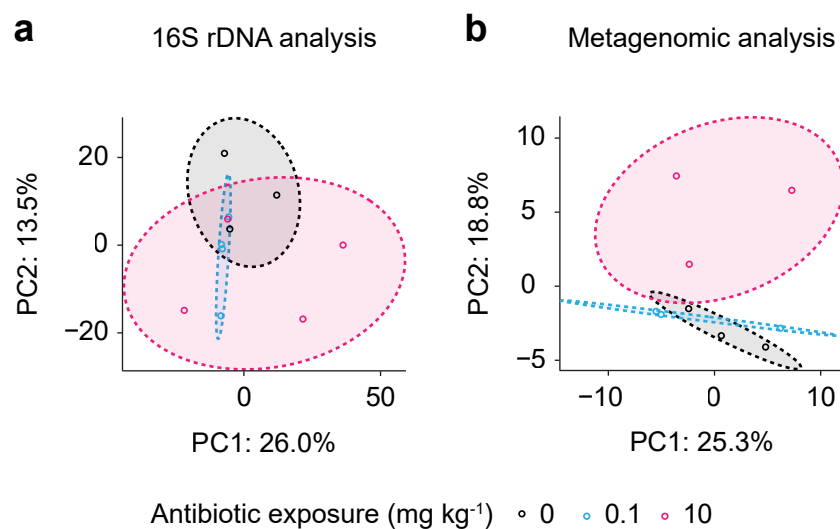 a
16S rDNA analysis
20
0
−20
PC2: 13.5%
0
50
PC1: 26.0%
b
Metagenomic analysis
10
5
0
−5
PC2: 18.8%
−10
0
10
PC1: 25.3%
Antibiotic exposure (mg kg⁻¹) 0 0.1 10